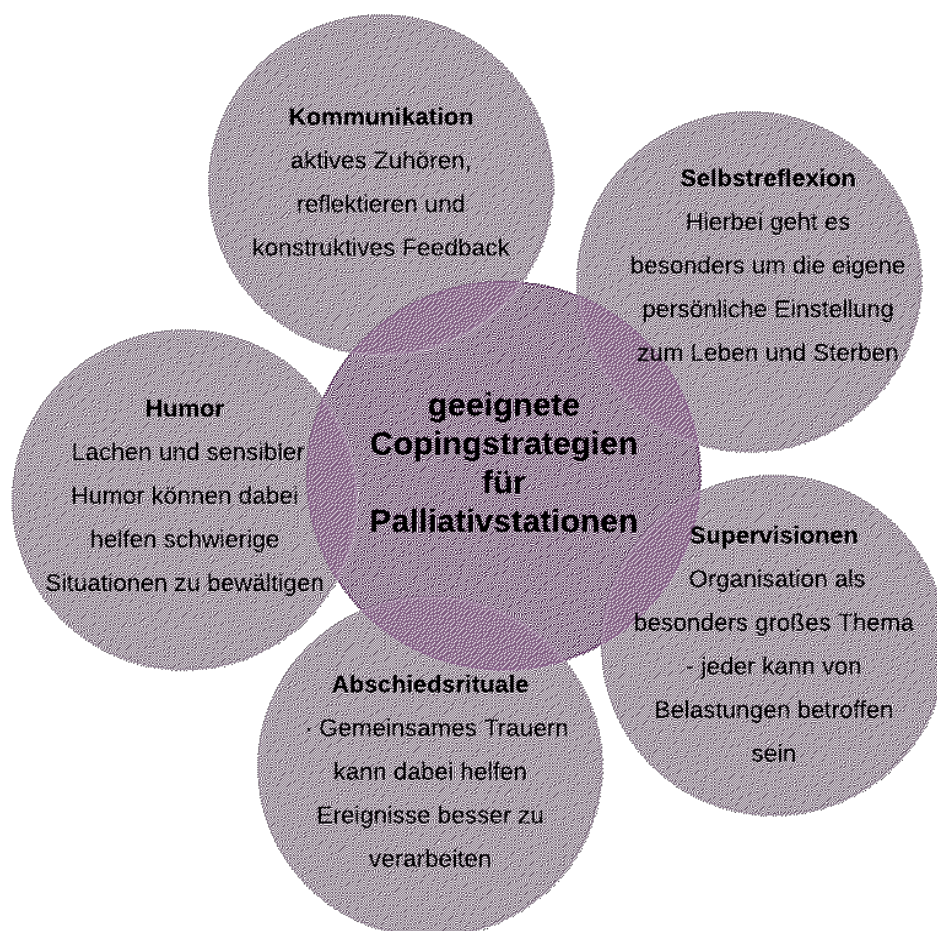 Kommunikation
aktives Zuhören,
reflektieren und
konstruktives Feedback
Selbstreflexion
Hierbei geht es
besonders um die eigene
persönliche Einstellung
zum Leben und Sterben
Humor
Lachen und sensibler
Humor können dabei
helfen schwierige
Situationen zu bewältigen
geeignete
Copingstrategien
für
Palliativstationen
Supervisionen
Organisation als
besonders großes Thema
- jeder kann von
Belastungen betroffen
sein
Abschiedsrituale
· Gemeinsames Trauern
kann dabei helfen
Ereignisse besser zu
verarbeiten